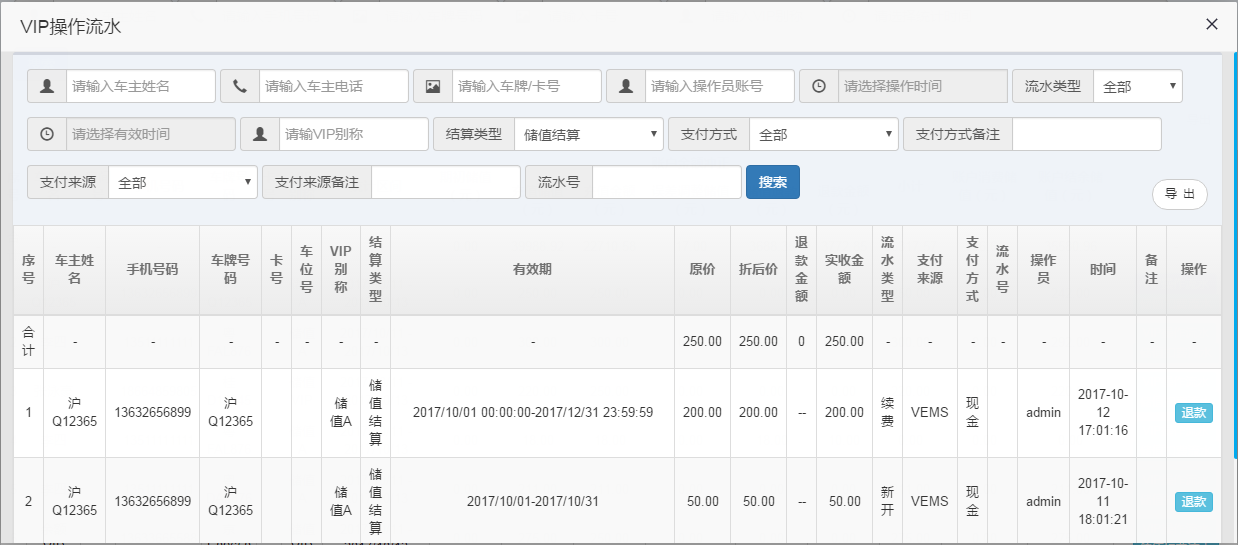 VIP操作流水 ×
请输入车主姓名 请输入车主电话 请输入车牌/卡号 请输入操作员账号 请选择操作时间 流水类型 全部
请选择有效时间 请输VIP别称 结算类型 储值结算 支付方式 全部 支付方式备注
支付来源 全部 支付来源备注 流水号 搜索
导 出
序号 车主姓名 手机号码 车牌号码 卡号 车位号 VIP别称 结算类型 有效期 原价 折后价 退款金额 实收金额 流水类型 支付来源 支付方式 流水号 操作员 时间 备注 操作
合计 - - - - - - - - 250.00 250.00 0 250.00 - - - - - - - -
1 沪Q12365 13632656899 沪Q12365 储值A 储值结算 2017/10/01 00:00:00-2017/12/31 23:59:59 200.00 200.00 -- 200.00 续费 VEMS 现金 admin 2017-10-12 17:01:16 退款
2 沪Q12365 13632656899 沪Q12365 储值A 储值结算 2017/10/01-2017/10/31 50.00 50.00 -- 50.00 新开 VEMS 现金 admin 2017-10-11 18:01:21 退款